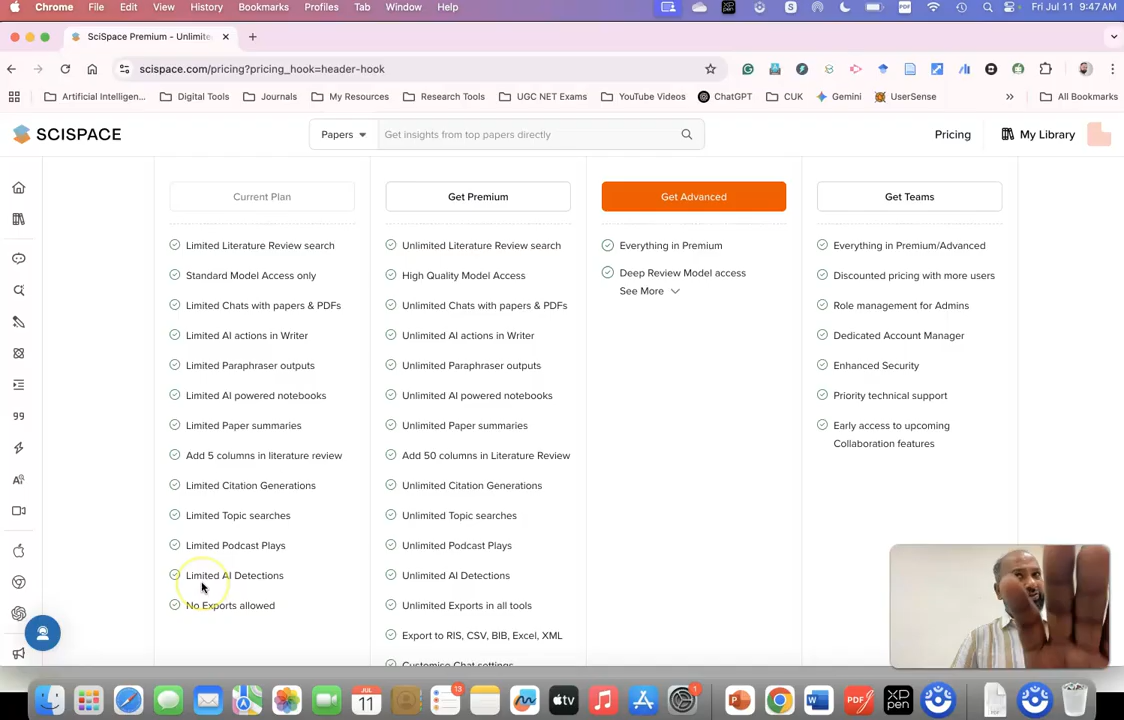 Chrome File Edit View History Bookmarks Profiles Tab Window Help
Fri Jul 11 9:47 AM
SciSpace Premium - Unlimite
scispace.com/pricing?pricing_hook=header-hook
Artificial Intelligen... Digital Tools Journals My Resources Research Tools UGC NET Exams YouTube Videos ChatGPT CUK Gemini UserSense » All Bookmarks
SCISPACE
Papers
Get insights from top papers directly
Pricing
My Library
Current Plan
Limited Literature Review search
Standard Model Access only
Limited Chats with papers & PDFs
Limited AI actions in Writer
Limited Paraphraser outputs
Limited AI powered notebooks
Limited Paper summaries
Add 5 columns in literature review
Limited Citation Generations
Limited Topic searches
Limited Podcast Plays
Limited AI Detections
No Exports allowed
Get Premium
Unlimited Literature Review search
High Quality Model Access
Unlimited Chats with papers & PDFs
Unlimited AI actions in Writer
Unlimited Paraphraser outputs
Unlimited AI powered notebooks
Unlimited Paper summaries
Add 50 columns in Literature Review
Unlimited Citation Generations
Unlimited Topic searches
Unlimited Podcast Plays
Unlimited AI Detections
Unlimited Exports in all tools
Export to RIS, CSV, BIB, Excel, XML
Customise Chat settings
Get Advanced
Everything in Premium
Deep Review Model access
See More
Get Teams
Everything in Premium/Advanced
Discounted pricing with more users
Role management for Admins
Dedicated Account Manager
Enhanced Security
Priority technical support
Early access to upcoming
Collaboration features
JUL
11
13
1